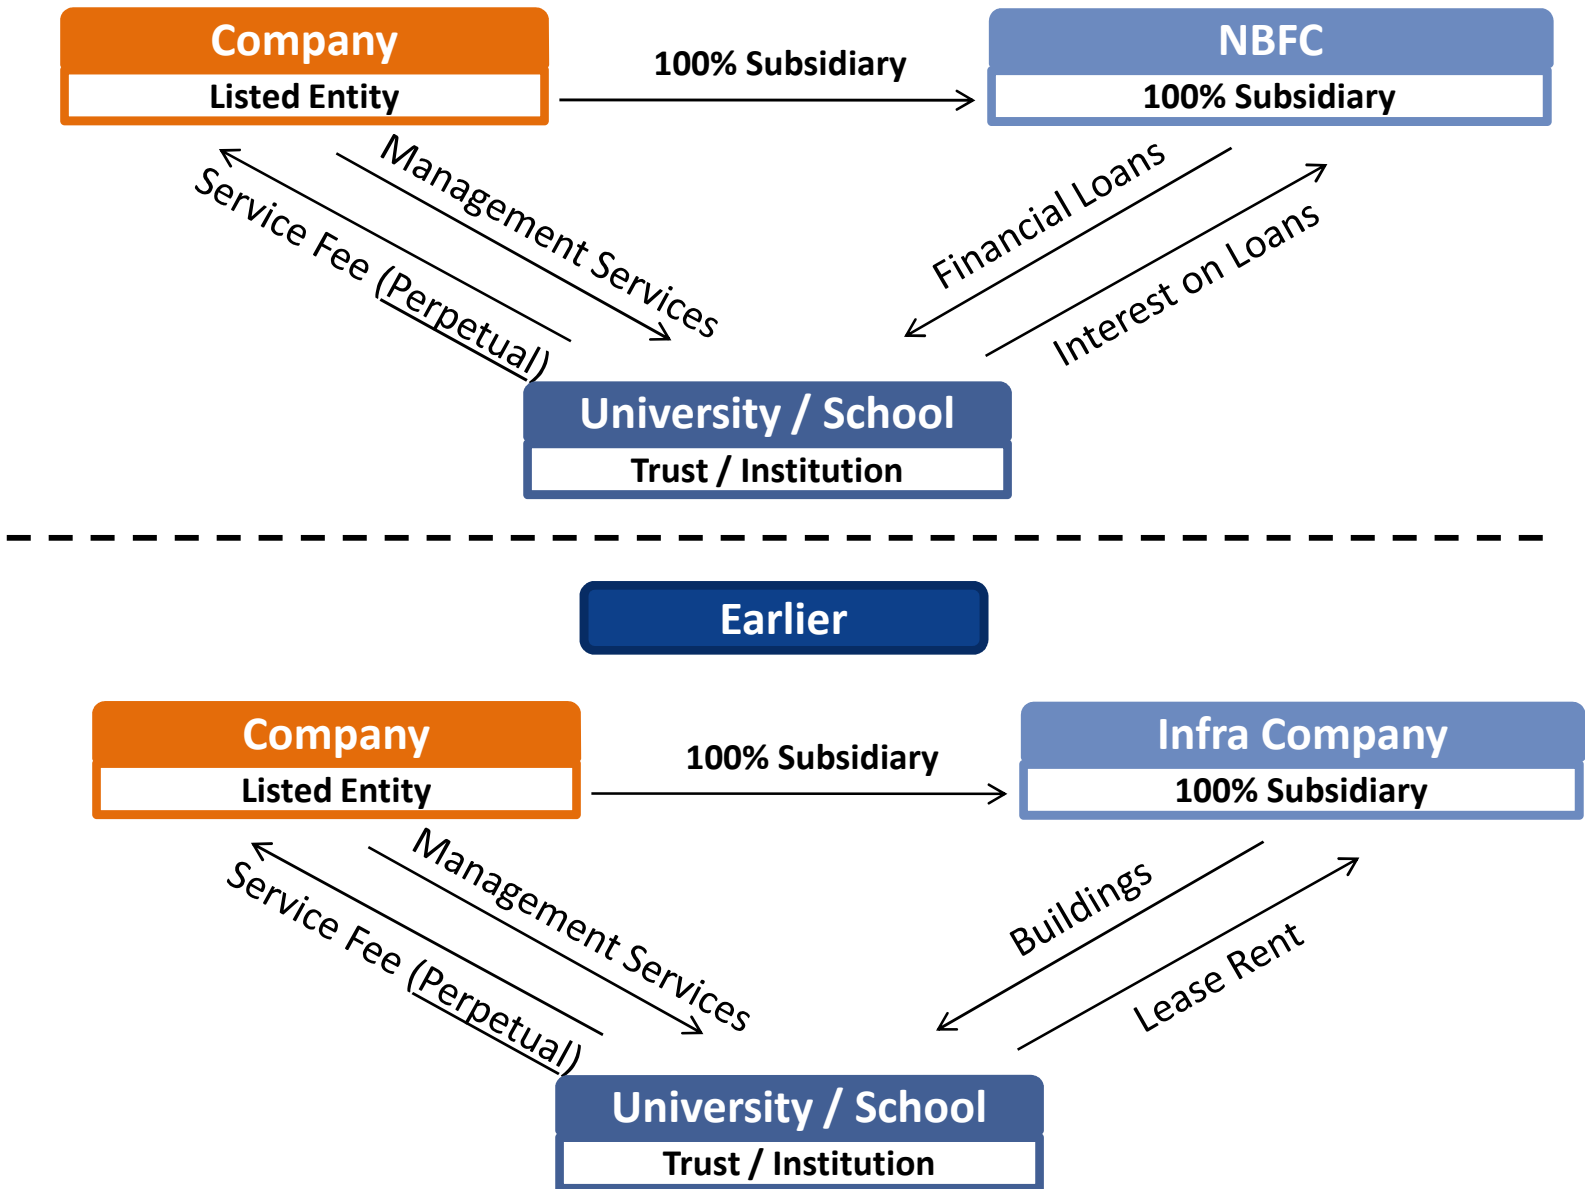 Company
Listed Entity
100% Subsidiary
NBFC
100% Subsidiary
Management Services
Service Fee (Perpetual)
Financial Loans
Interest on Loans
University / School
Trust / Institution
Earlier
Company
Listed Entity
100% Subsidiary
Infra Company
100% Subsidiary
Management Services
Service Fee (Perpetual)
Buildings
Lease Rent
University / School
Trust / Institution